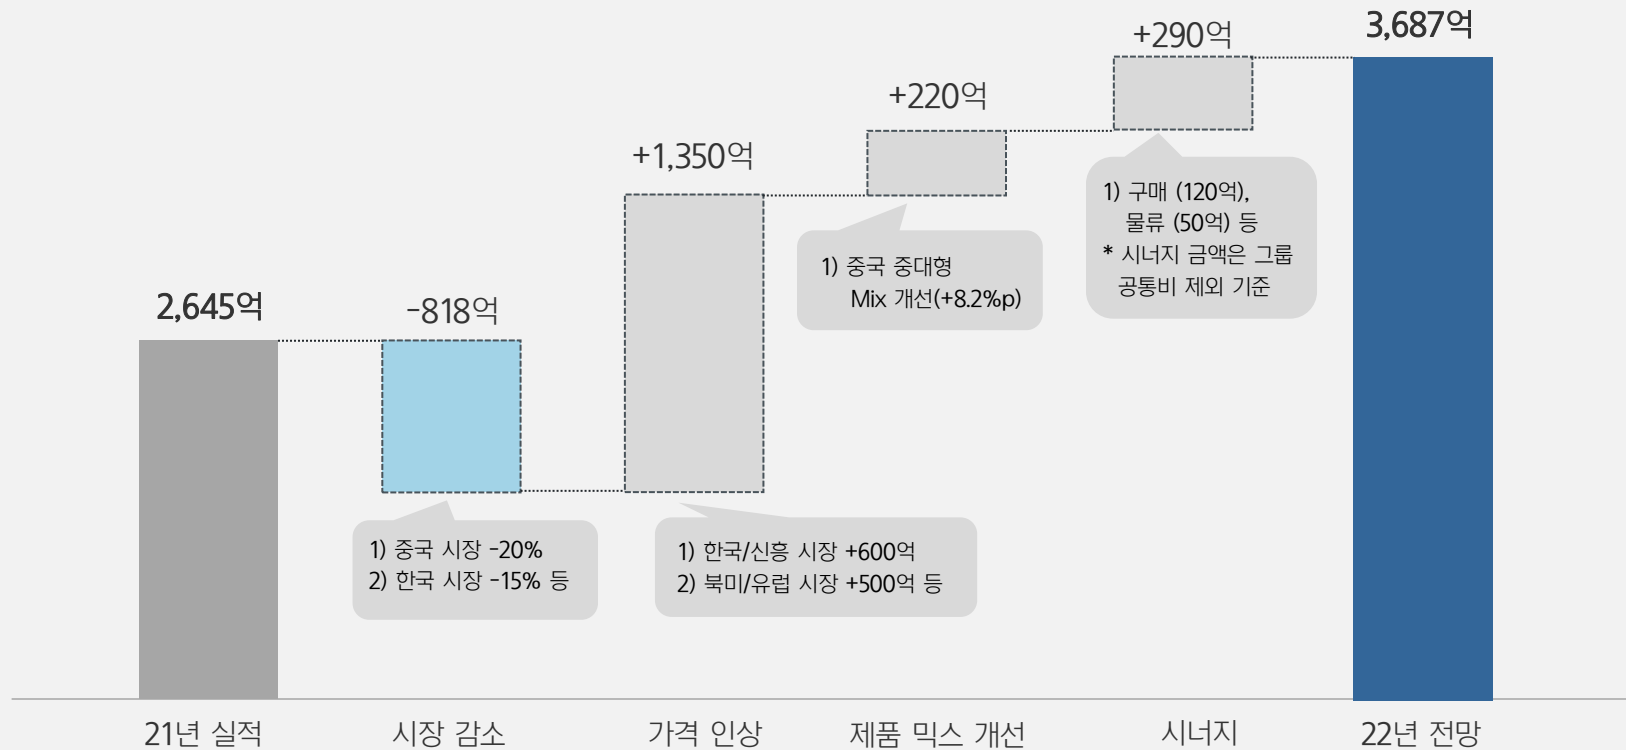 2,645억
-818억
+1,350억
+220억
+290억
3,687억
1) 중국 시장 -20%
2) 한국 시장 -15% 등
1) 한국/신흥 시장 +600억
2) 북미/유럽 시장 +500억 등
1) 중국 중대형
Mix 개선(+8.2%p)
1) 구매 (120억),
물류 (50억) 등
* 시너지 금액은 그룹
공통비 제외 기준
21년 실적
시장 감소
가격 인상
제품 믹스 개선
시너지
22년 전망